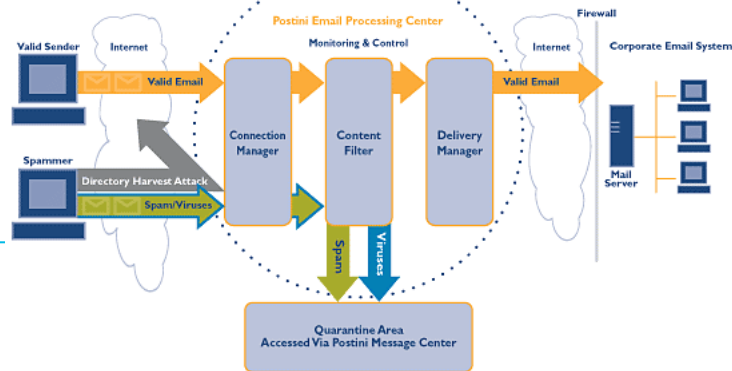 Postini Email Processing Center
Firewall
Valid Sender
Internet
Monitoring & Control
Internet
Corporate Email System
Valid Email
Valid Email
Connection
Manager
Content
Filter
Delivery
Manager
Spammer
Directory Harvest Attack
Spam/Viruses
Mail
Server
Spam
Viruses
Quarantine Area
Accessed Via Postini Message Center